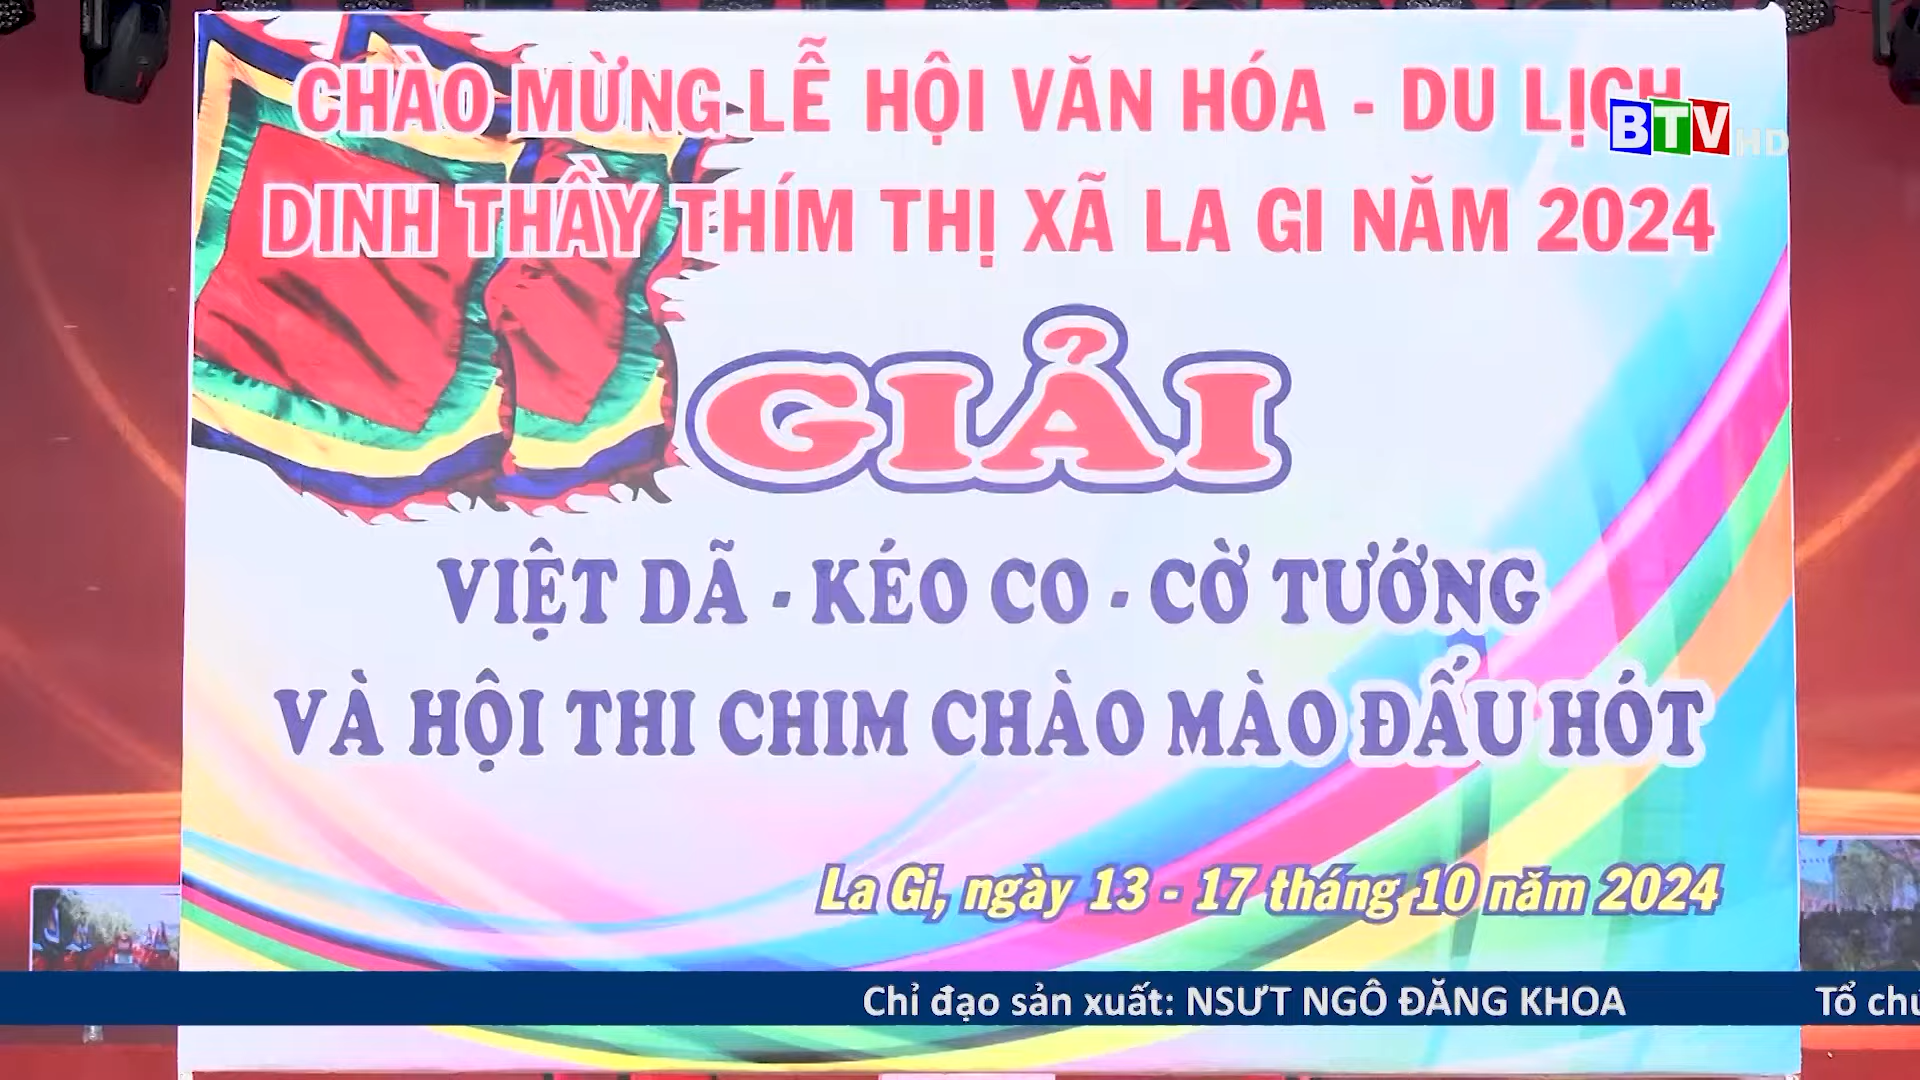 CHÀO MỪNG LỄ HỘI VĂN HÓA - DU LỊCH
BTV HD
DINH THẦY THÍM THỊ XÃ LA GI NĂM 2024
GIẢI
VIỆT DÃ - KÉO CO - CỜ TƯỚNG
VÀ HỘI THI CHIM CHÀO MÀO ĐẤU HÓT
La Gi, ngày 13 - 17 tháng 10 năm 2024
Chỉ đạo sản xuất: NSƯT NGÔ ĐĂNG KHOA Tổ